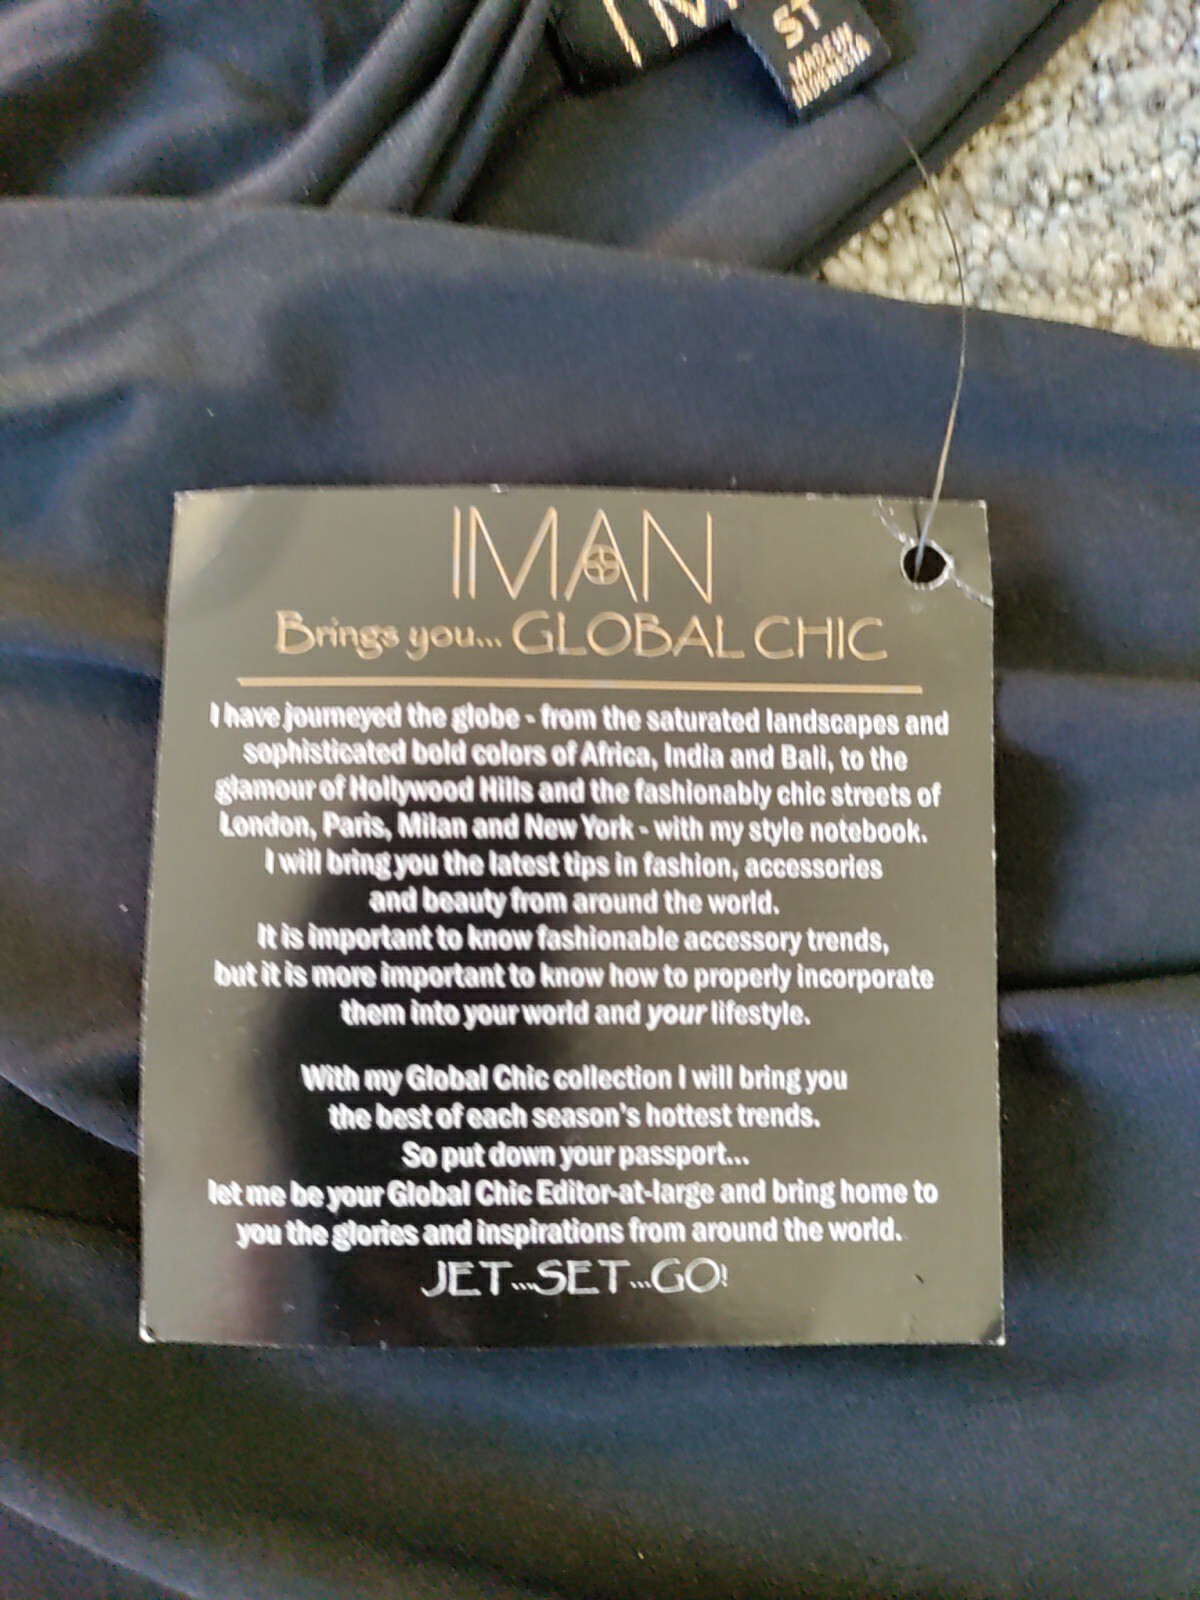 IM
ST
MADE IN
INDONESIA
IMAN
Brings you... GLOBAL CHIC
I have journeyed the globe - from the saturated landscapes and
sophisticated bold colors of Africa, India and Bali, to the
glamour of Hollywood Hills and the fashionably chic streets of
London, Paris, Milan and New York - with my style notebook.
I will bring you the latest tips in fashion, accessories
and beauty from around the world.
It is important to know fashionable accessory trends,
but it is more important to know how to properly incorporate
them into your world and your lifestyle.
With my Global Chic collection I will bring you
the best of each season's hottest trends.
So put down your passport...
let me be your Global Chic Editor-at-large and bring home to
you the glories and inspirations from around the world.
JET...SET...GO!